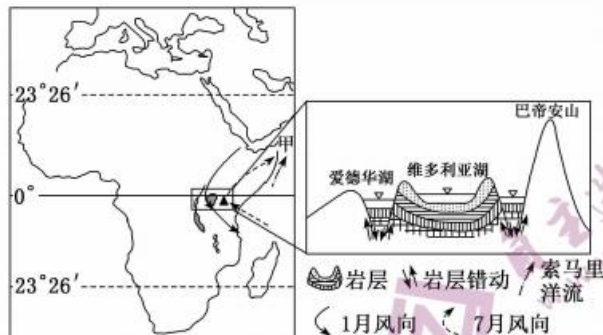 23°26′
甲
0°
23°26′
巴帝安山
爱德华湖
维多利亚湖
岩层
岩层错动
索马里
洋流
1月风向
7月风向